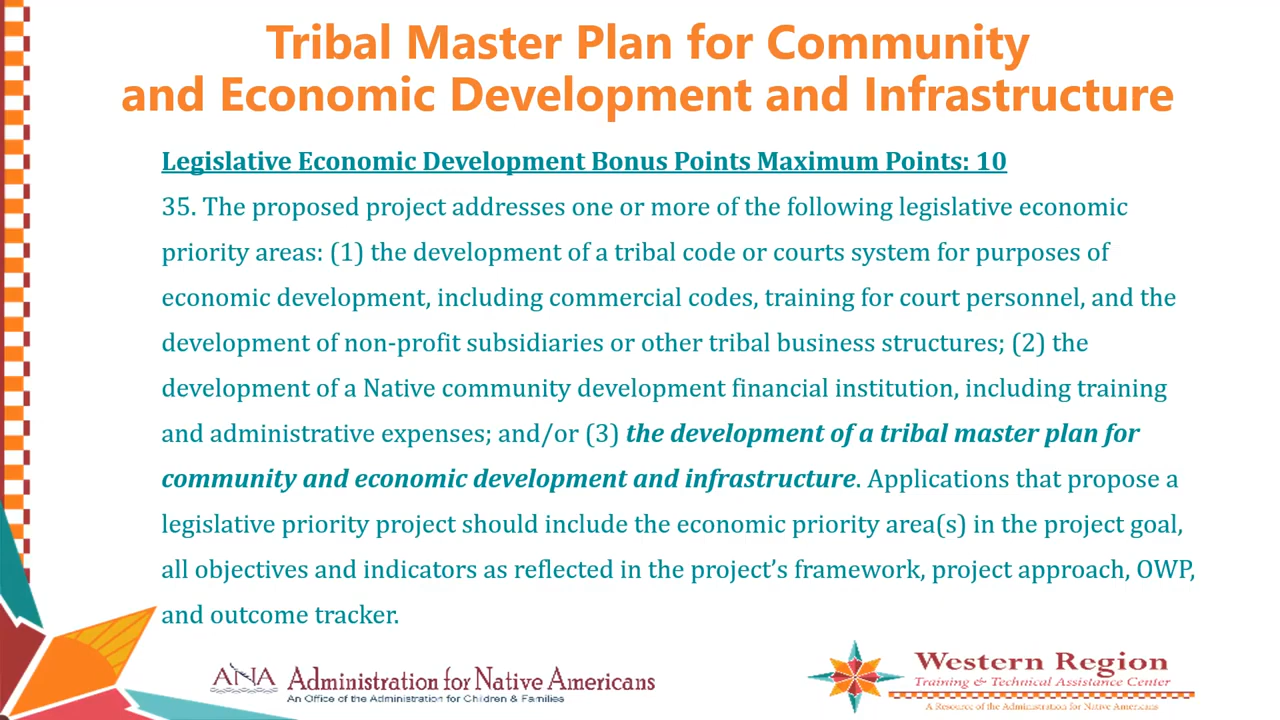 Tribal Master Plan for Community
and Economic Development and Infrastructure
Legislative Economic Development Bonus Points Maximum Points: 10
35. The proposed project addresses one or more of the following legislative economic
priority areas: (1) the development of a tribal code or courts system for purposes of
economic development, including commercial codes, training for court personnel, and the
development of non-profit subsidiaries or other tribal business structures; (2) the
development of a Native community development financial institution, including training
and administrative expenses; and/or (3) the development of a tribal master plan for
community and economic development and infrastructure. Applications that propose a
legislative priority project should include the economic priority area(s) in the project goal,
all objectives and indicators as reflected in the project’s framework, project approach, OWP,
and outcome tracker.
ANA Administration for Native Americans
An Office of the Administration for Children & Families
Western Region
Training & Technical Assistance Center
A Resource of the Administration for Native Americans